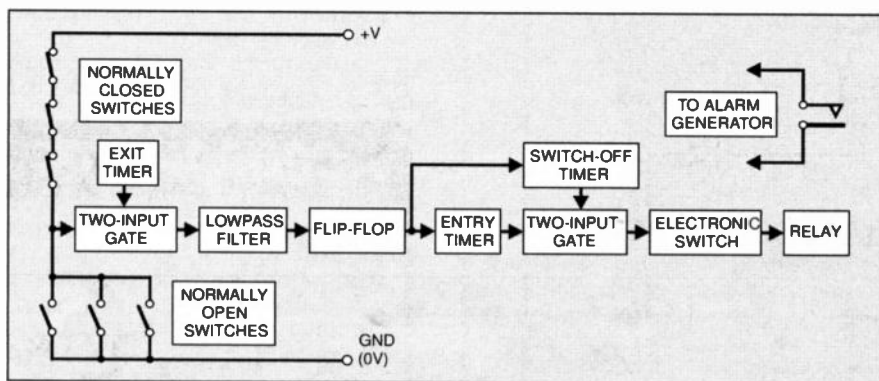 +V
NORMALLY
CLOSED
SWITCHES
TO ALARM
GENERATOR
EXIT
TIMER
SWITCH-OFF
TIMER
TWO-INPUT
GATE
LOWPASS
FILTER
FLIP-FLOP
ENTRY
TIMER
TWO-INPUT
GATE
ELECTRONIC
SWITCH
RELAY
NORMALLY
OPEN
SWITCHES
GND
(0V)